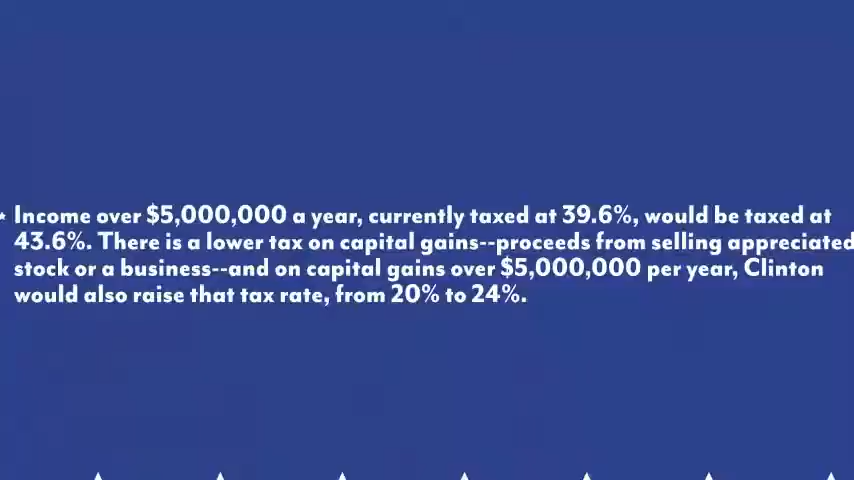 Income over $5,000,000 a year, currently taxed at 39.6%, would be taxed at
43.6%. There is a lower tax on capital gains--proceeds from selling appreciated
stock or a business--and on capital gains over $5,000,000 per year, Clinton
would also raise that tax rate, from 20% to 24%.